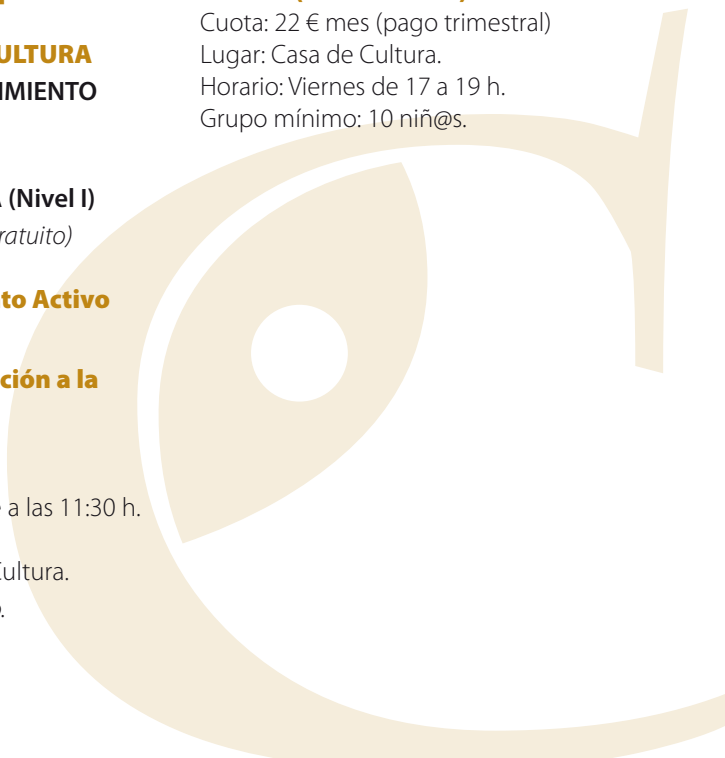 ULTURA
IMIENTO
(Nivel I)
ratuito)
to Activo
ción a la
a las 11:30 h.
Cultura.
Cuota: 22 € mes (pago trimestral)
Lugar: Casa de Cultura.
Horario: Viernes de 17 a 19 h.
Grupo mínimo: 10 niñ@s.